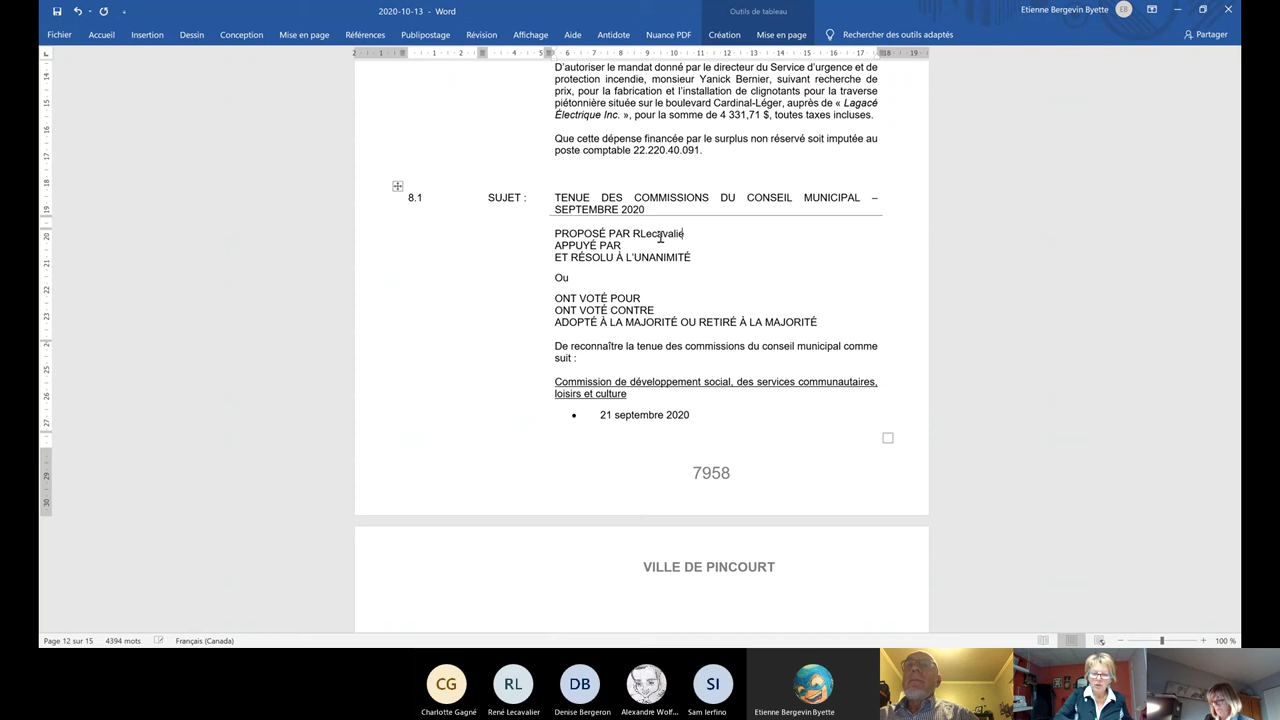 2020-10-13 - Word
Outils de tableau
Etienne Bergevin Byette
EB
Fichier
Accueil
Insertion
Dessin
Conception
Mise en page
Références
Publipostage
Révision
Affichage
Aide
Antidote
Nuance PDF
Création
Mise en page
Rechercher des outils adaptés
Partager
D'autoriser le mandat donné par le directeur du Service d'urgence et de
protection incendie, monsieur Yanick Bernier, suivant recherche de
prix, pour la fabrication et l'installation de clignotants pour la traverse
piétonnière située sur le boulevard Cardinal-Léger, auprès de « Lagacé
Électrique Inc. », pour la somme de 4 331,71 $, toutes taxes incluses.
Que cette dépense financée par le surplus non réservé soit imputée au
poste comptable 22.220.40.091.
8.1 SUJET : TENUE DES COMMISSIONS DU CONSEIL MUNICIPAL –
SEPTEMBRE 2020
PROPOSÉ PAR RLecavalie
APPUYÉ PAR
ET RÉSOLU À L'UNANIMITÉ
Ou
ONT VOTÉ POUR
ONT VOTÉ CONTRE
ADOPTÉ À LA MAJORITÉ OU RETIRÉ À LA MAJORITÉ
De reconnaître la tenue des commissions du conseil municipal comme
suit :
Commission de développement social, des services communautaires,
loisirs et culture
• 21 septembre 2020
7958
VILLE DE PINCOURT
Page 12 sur 15
4394 mots
Français (Canada)
100 %
CG
RL
DB
SI
Charlotte Gagné
René Lecavalier
Denise Bergeron
Alexandre Wolf...
Sam Ierfino
Etienne Bergevin Byette